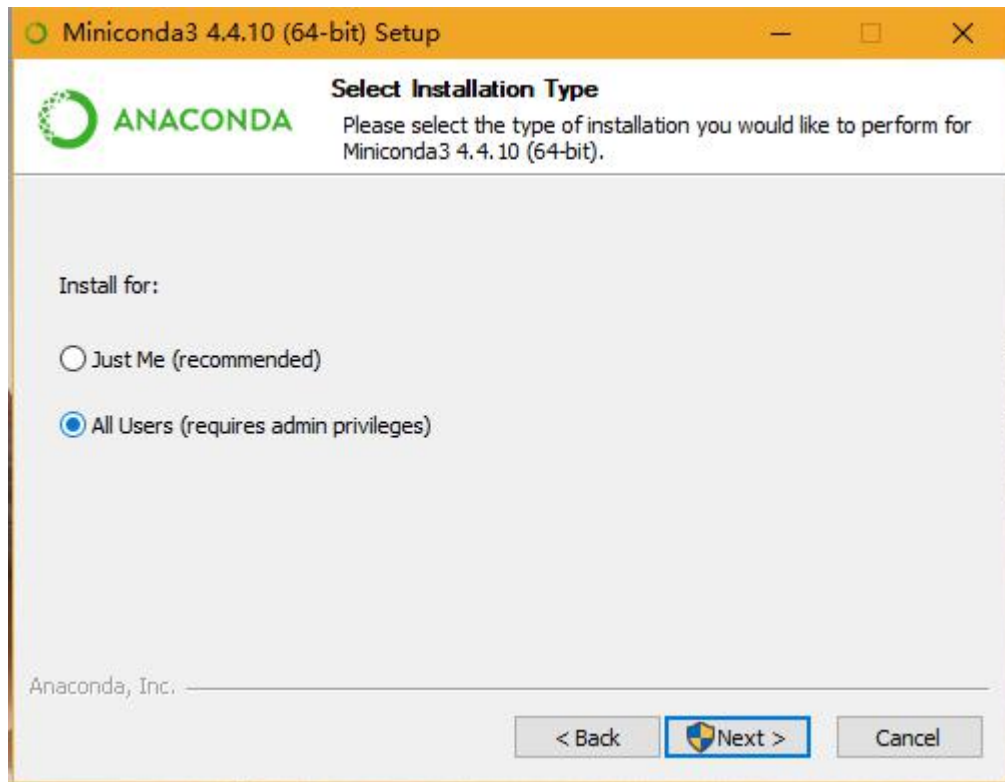 Miniconda3 4.4.10 (64-bit) Setup
ANACONDA
Select Installation Type
Please select the type of installation you would like to perform for
Miniconda3 4.4.10 (64-bit).
Install for:
Just Me (recommended)
All Users (requires admin privileges)
Anaconda, Inc.
< Back Next > Cancel